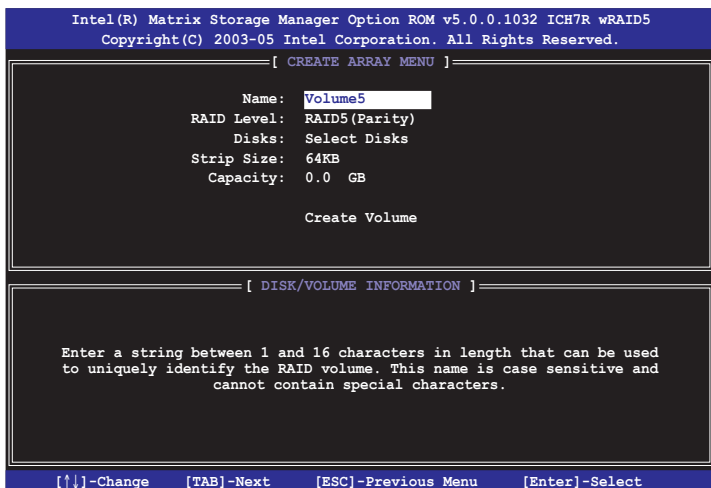 Intel(R) Matrix Storage Manager Option ROM v5.0.0.1032 ICH7R wRAID5
Copyright(C) 2003-05 Intel Corporation. All Rights Reserved.
[ CREATE ARRAY MENU ]
Name: Volume5
RAID Level: RAID5(Parity)
Disks: Select Disks
Strip Size: 64KB
Capacity: 0.0 GB
Create Volume
[ DISK/VOLUME INFORMATION ]
Enter a string between 1 and 16 characters in length that can be used
to uniquely identify the RAID volume. This name is case sensitive and
cannot contain special characters.
[↑↓]-Change [TAB]-Next [ESC]-Previous Menu [Enter]-Select